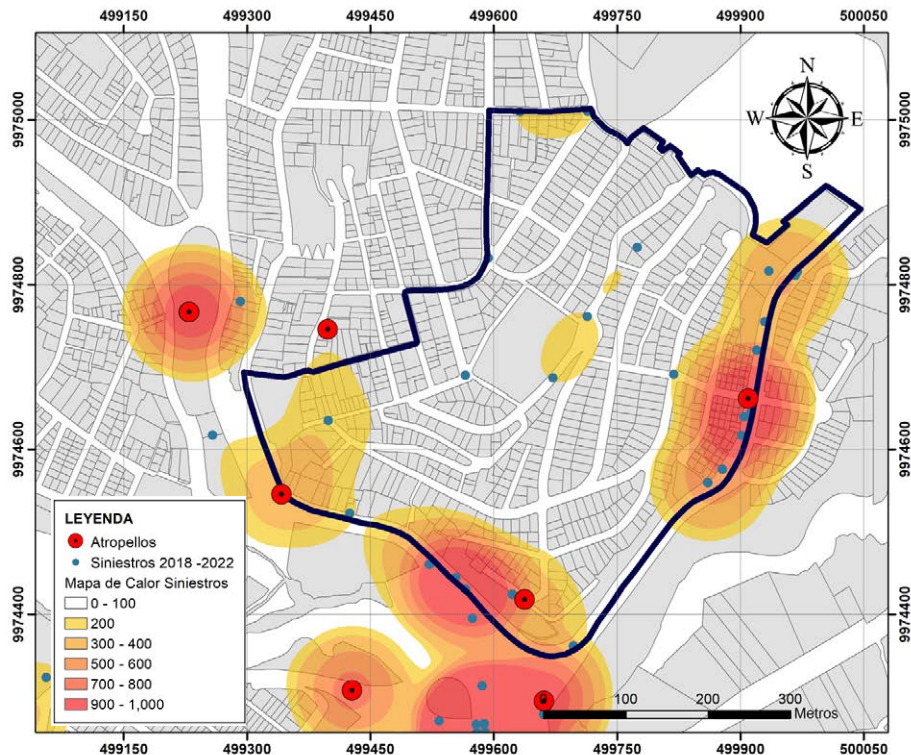 499150 499300 499450 499600 499750 499900 500050
N
W E
S
9975000 9975000
9974800 9974800
9974600 9974600
9974400 9974400
LEYENDA
Atropellos
Siniestros 2018 -2022
Mapa de Calor Siniestros
0 - 100
200
300 - 400
500 - 600
700 - 800
900 - 1,000
100 200 300
Metros
499150 499300 499450 499600 499750 499900 500050